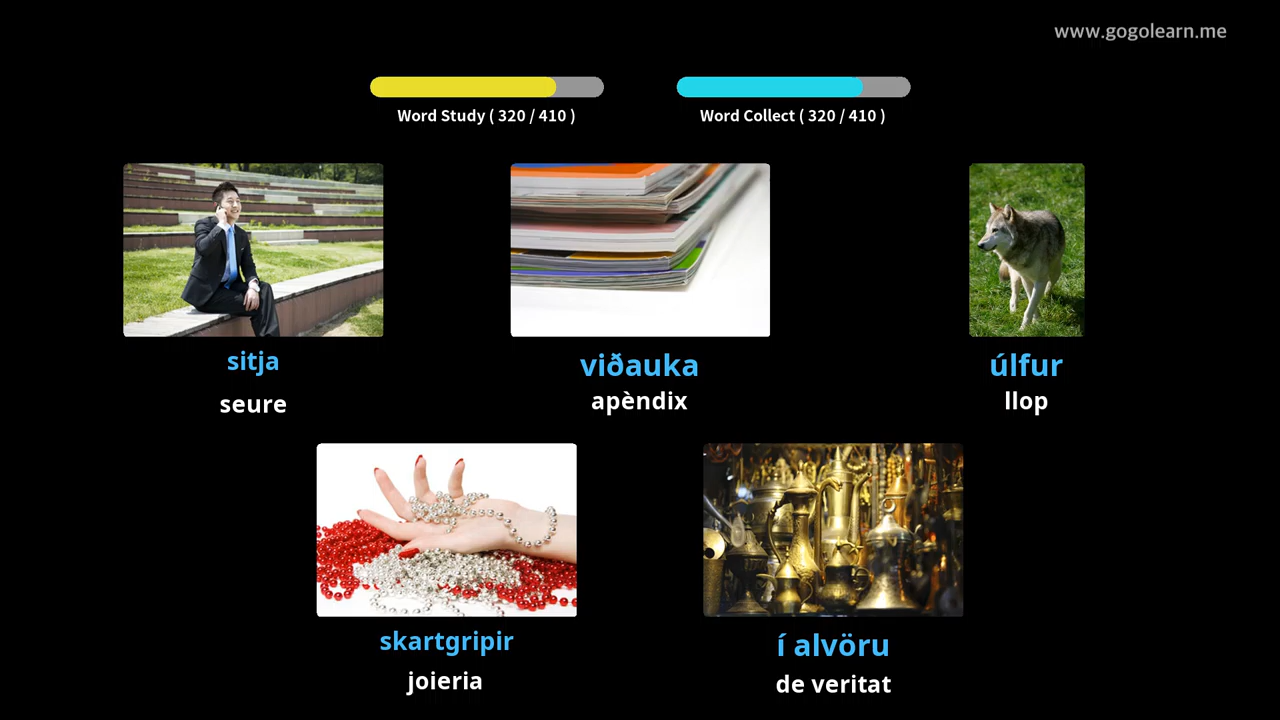 www.gogolearn.me
Word Study ( 320 / 410 )
Word Collect ( 320 / 410 )
sitja
seure
viðauka
apèndix
úlfur
llop
skartgripir
joieria
í alvöru
de veritat